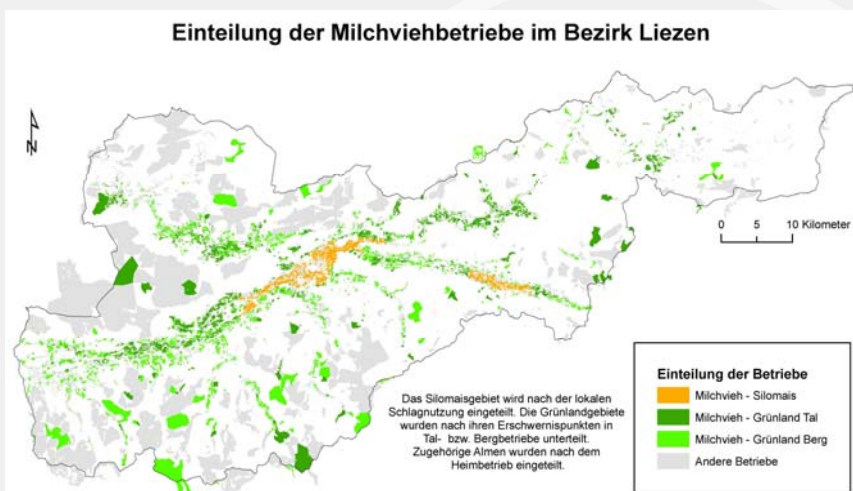 Einteilung der Milchviehbetriebe im Bezirk Liezen
N
0 5 10 Kilometer
Das Silomaisgebiet wird nach der lokalen
Schlagnutzung eingeteilt. Die Grünlandgebiete
wurden nach ihren Erschwernispunkten in
Tal- bzw. Bergbetriebe unterteilt.
Zugehörige Almen wurden nach dem
Heimbetrieb eingeteilt.
Einteilung der Betriebe
Milchvieh - Silomais
Milchvieh - Grünland Tal
Milchvieh - Grünland Berg
Andere Betriebe